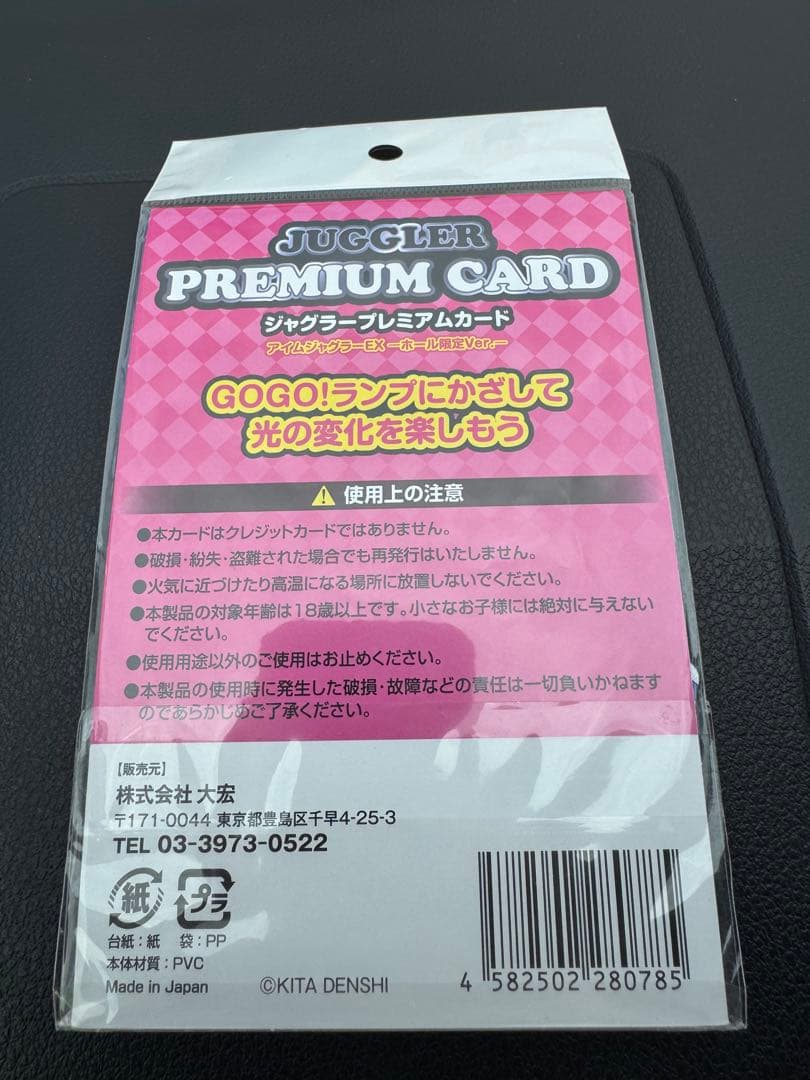 JUGGLER
PREMIUM CARD
ジャグラープレミアムカード
アイムジャグラーEX ―ホール限定Ver.―
GOGO!ランプにかざして
光の変化を楽しもう
使用上の注意
●本カードはクレジットカードではありません。
●破損・紛失・盗難された場合でも再発行はいたしません。
●火気に近づけたり高温になる場所に放置しないでください。
●本製品の対象年齢は18歳以上です。小さなお子様には絶対に与えない
でください。
●使用用途以外のご使用はお止めください。
●本製品の使用時に発生した破損・故障などの責任は一切負いかねます
のであらかじめご了承ください。
【販売元】
株式会社 大宏
〒171-0044 東京都豊島区千早4-25-3
TEL 03-3973-0522
紙 プラ
台紙:紙 袋:PP
本体材質:PVC
Made in Japan ©KITA DENSHI
4 582502 280785